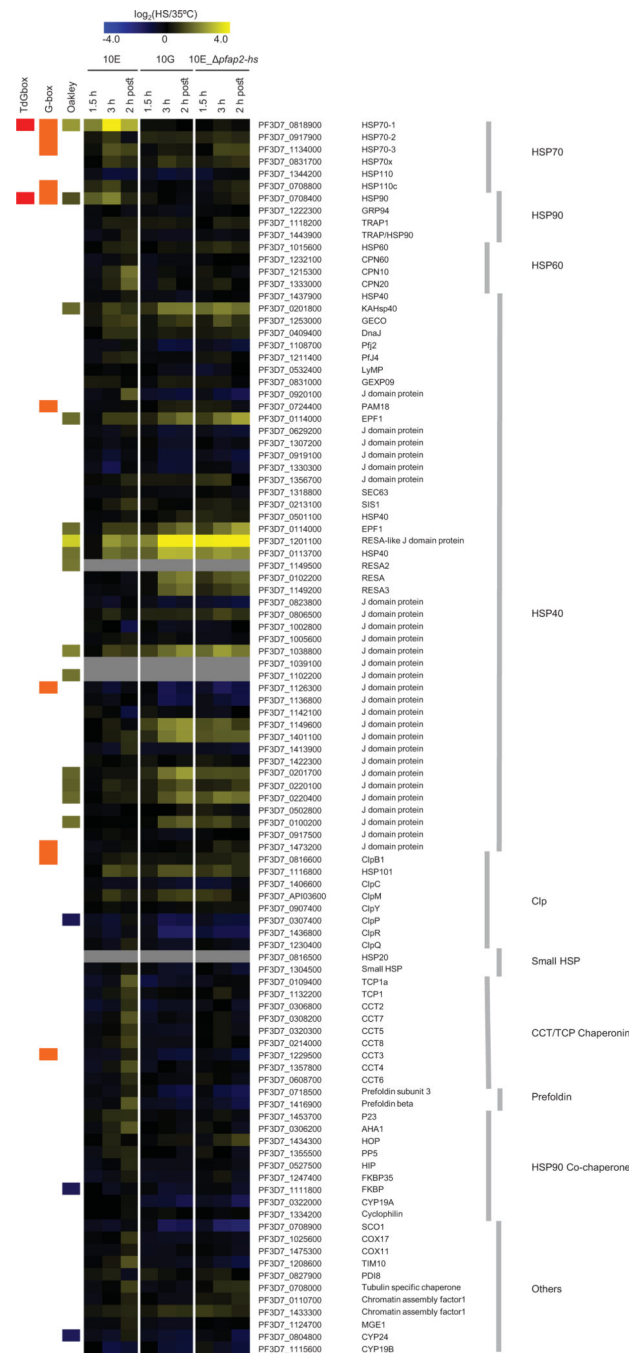 log2(HS/35ºC)
-4.0 0 4.0
10E 10G 10E_Δpfap2-hs
TdGbox G-box Oakley 1.5 h 3 h 2 h post 1.5 h 3 h 2 h post 1.5 h 3 h 2 h post
PF3D7_0818900 HSP70-1
PF3D7_0917900 HSP70-2
PF3D7_1134000 HSP70-3
HSP70
PF3D7_0831700 HSP70x
PF3D7_1344200 HSP110
PF3D7_0708800 HSP110c
PF3D7_0708400 HSP90
PF3D7_1222300 GRP94
HSP90
PF3D7_1118200 TRAP1
PF3D7_1443900 TRAP/HSP90
PF3D7_1015600 HSP60
PF3D7_1232100 CPN60
HSP60
PF3D7_1215300 CPN10
PF3D7_1333000 CPN20
PF3D7_1437900 HSP40
PF3D7_0201800 KAHsp40
PF3D7_1253000 GECO
PF3D7_0409400 DnaJ
PF3D7_1108700 Pfj2
PF3D7_1211400 PfJ4
PF3D7_0532400 LyMP
PF3D7_0831000 GEXP09
PF3D7_0920100 J domain protein
PF3D7_0724400 PAM18
PF3D7_0114000 EPF1
PF3D7_0629200 J domain protein
PF3D7_1307200 J domain protein
PF3D7_0919100 J domain protein
PF3D7_1330300 J domain protein
PF3D7_1356700 J domain protein
PF3D7_1318800 SEC63
PF3D7_0213100 SIS1
PF3D7_0501100 HSP40
PF3D7_0114000 EPF1
PF3D7_1201100 RESA-like J domain protein
PF3D7_0113700 HSP40
PF3D7_1149500 RESA2
PF3D7_0102200 RESA
PF3D7_1149200 RESA3
PF3D7_0823800 J domain protein
PF3D7_0806500 J domain protein
HSP40
PF3D7_1002800 J domain protein
PF3D7_1005600 J domain protein
PF3D7_1038800 J domain protein
PF3D7_1039100 J domain protein
PF3D7_1102200 J domain protein
PF3D7_1126300 J domain protein
PF3D7_1136800 J domain protein
PF3D7_1142100 J domain protein
PF3D7_1149600 J domain protein
PF3D7_1401100 J domain protein
PF3D7_1413900 J domain protein
PF3D7_1422300 J domain protein
PF3D7_0201700 J domain protein
PF3D7_0220100 J domain protein
PF3D7_0220400 J domain protein
PF3D7_0502800 J domain protein
PF3D7_0100200 J domain protein
PF3D7_0917500 J domain protein
PF3D7_1473200 J domain protein
PF3D7_0816600 ClpB1
PF3D7_1116800 HSP101
PF3D7_1406600 ClpC
PF3D7_API03600 ClpM
Clp
PF3D7_0907400 ClpY
PF3D7_0307400 ClpP
PF3D7_1436800 ClpR
PF3D7_1230400 ClpQ
PF3D7_0816500 HSP20
Small HSP
PF3D7_1304500 Small HSP
PF3D7_0109400 TCP1a
PF3D7_1132200 TCP1
PF3D7_0306800 CCT2
PF3D7_0308200 CCT7
PF3D7_0320300 CCT5
CCT/TCP Chaperonin
PF3D7_0214000 CCT8
PF3D7_1229500 CCT3
PF3D7_1357800 CCT4
PF3D7_0608700 CCT6
PF3D7_0718500 Prefoldin subunit 3
Prefoldin
PF3D7_1416900 Prefoldin beta
PF3D7_1453700 P23
PF3D7_0306200 AHA1
PF3D7_1434300 HOP
PF3D7_1355500 PP5
PF3D7_0527500 HIP
HSP90 Co-chaperone
PF3D7_1247400 FKBP35
PF3D7_1111800 FKBP
PF3D7_0322000 CYP19A
PF3D7_1334200 Cyclophilin
PF3D7_0708900 SCO1
PF3D7_1025600 COX17
PF3D7_1475300 COX11
PF3D7_1208600 TIM10
PF3D7_0827900 PDI8
PF3D7_0708000 Tubulin specific chaperone
Others
PF3D7_0110700 Chromatin assembly factor1
PF3D7_1433300 Chromatin assembly factor1
PF3D7_1124700 MGE1
PF3D7_0804800 CYP24
PF3D7_1115600 CYP19B